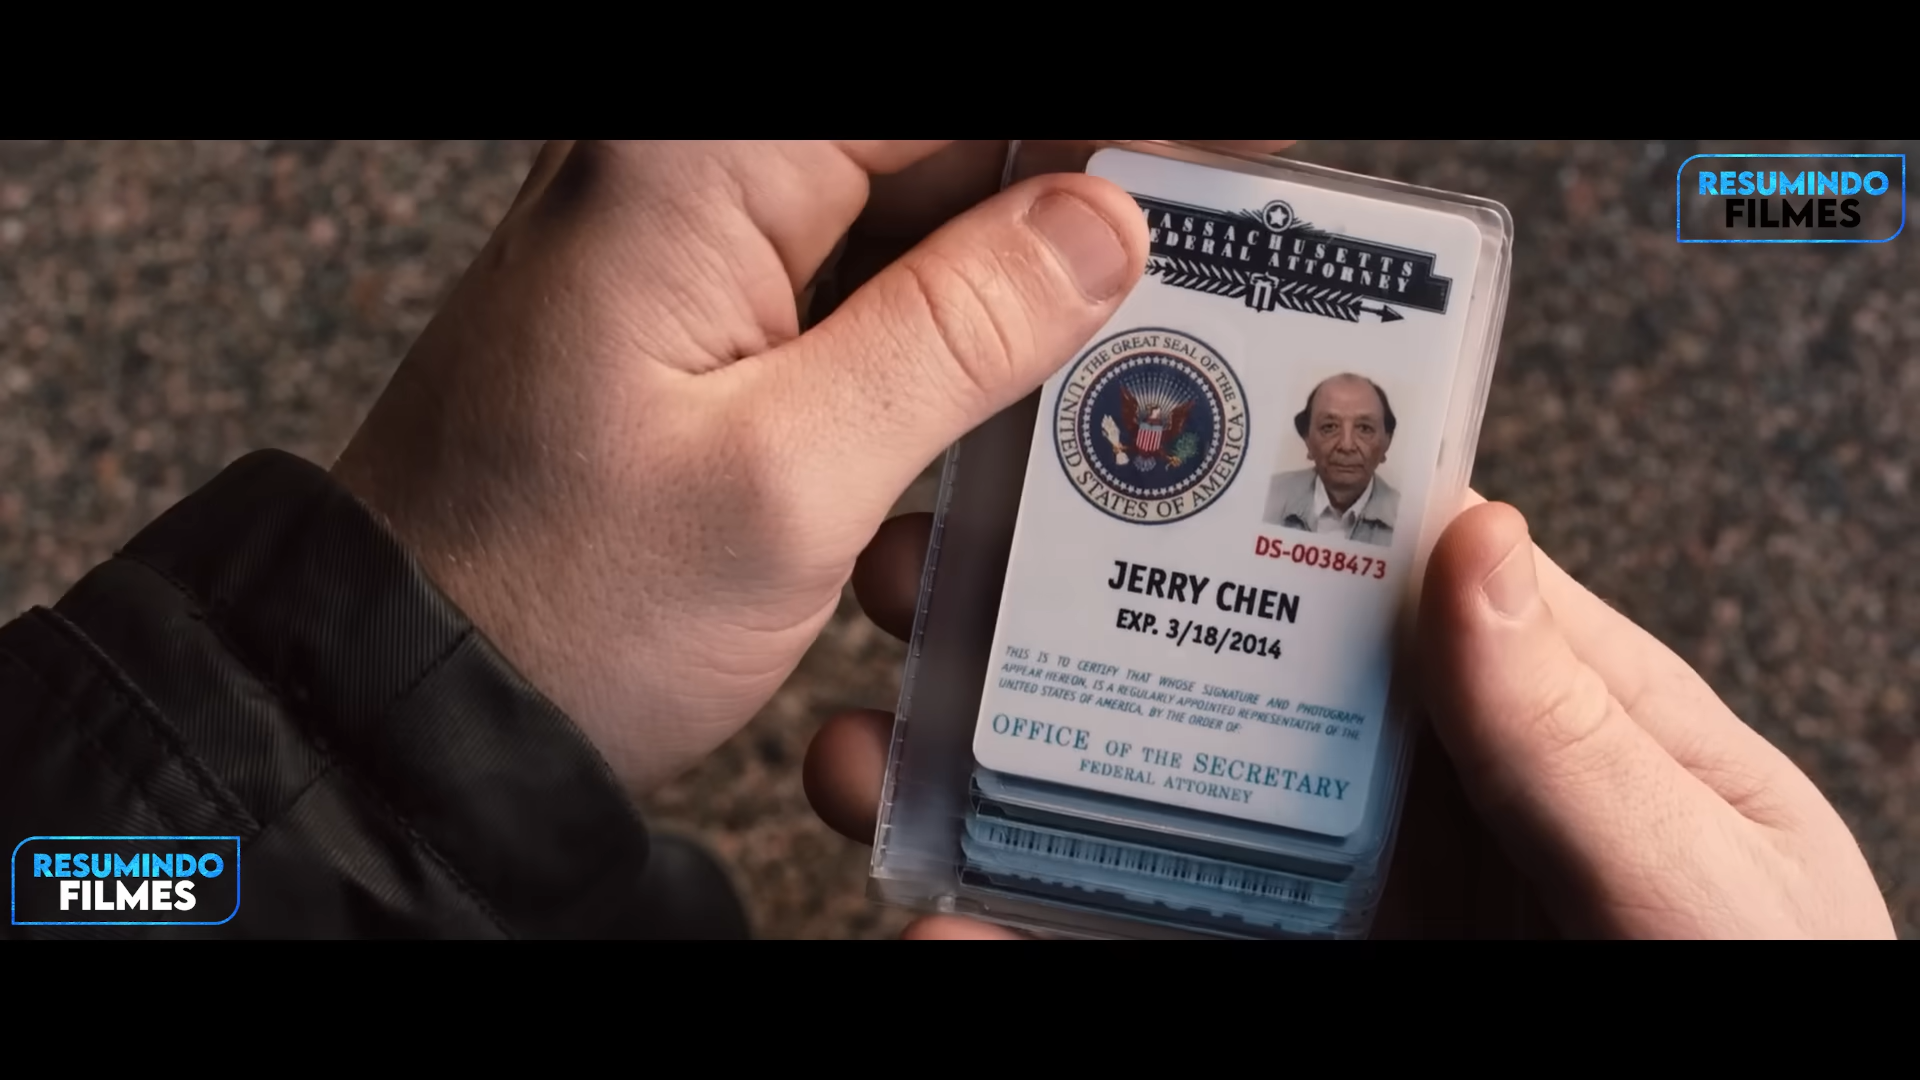 RESUMINDO
FILMES
MASSACHUSETTS
FEDERAL ATTORNEY
THE GREAT SEAL OF THE UNITED STATES OF AMERICA
DS-0038473
JERRY CHEN
EXP. 3/18/2014
THIS IS TO CERTIFY THAT WHOSE SIGNATURE AND PHOTOGRAPH
APPEAR HEREON, IS A REGULARLY APPOINTED REPRESENTATIVE OF THE
UNITED STATES OF AMERICA, BY THE ORDER OF:
OFFICE OF THE SECRETARY
FEDERAL ATTORNEY
RESUMINDO
FILMES